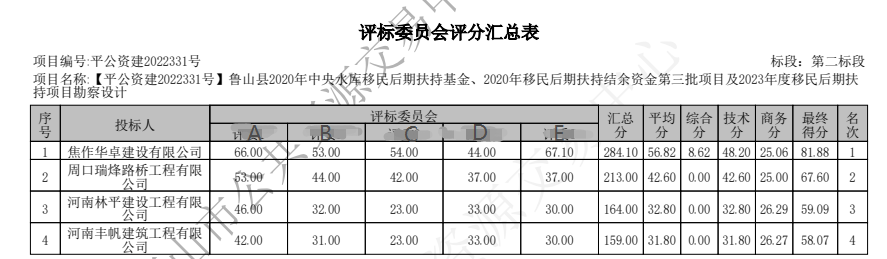 评标委员会评分汇总表
项目编号:平公资建2022331号 标段：第二标段
项目名称:【平公资建2022331号】鲁山县2020年中央水库移民后期扶持基金、2020年移民后期扶持结余资金第三批项目及2023年度移民后期扶
持项目勘察设计
序号 投标人 评标委员会 汇总分 平均分 综合分 技术分 商务分 最终得分 名次
A B C D E
1 焦作华卓建设有限公司 66.00 53.00 54.00 44.00 67.10 284.10 56.82 8.62 48.20 25.06 81.88 1
2 周口瑞烽路桥工程有限公司 53.00 44.00 42.00 37.00 37.00 213.00 42.60 0.00 42.60 25.00 67.60 2
3 河南林平建设工程有限公司 46.00 32.00 23.00 33.00 30.00 164.00 32.80 0.00 32.80 26.29 59.09 3
4 河南丰帆建筑工程有限公司 42.00 31.00 23.00 33.00 30.00 159.00 31.80 0.00 31.80 26.27 58.07 4